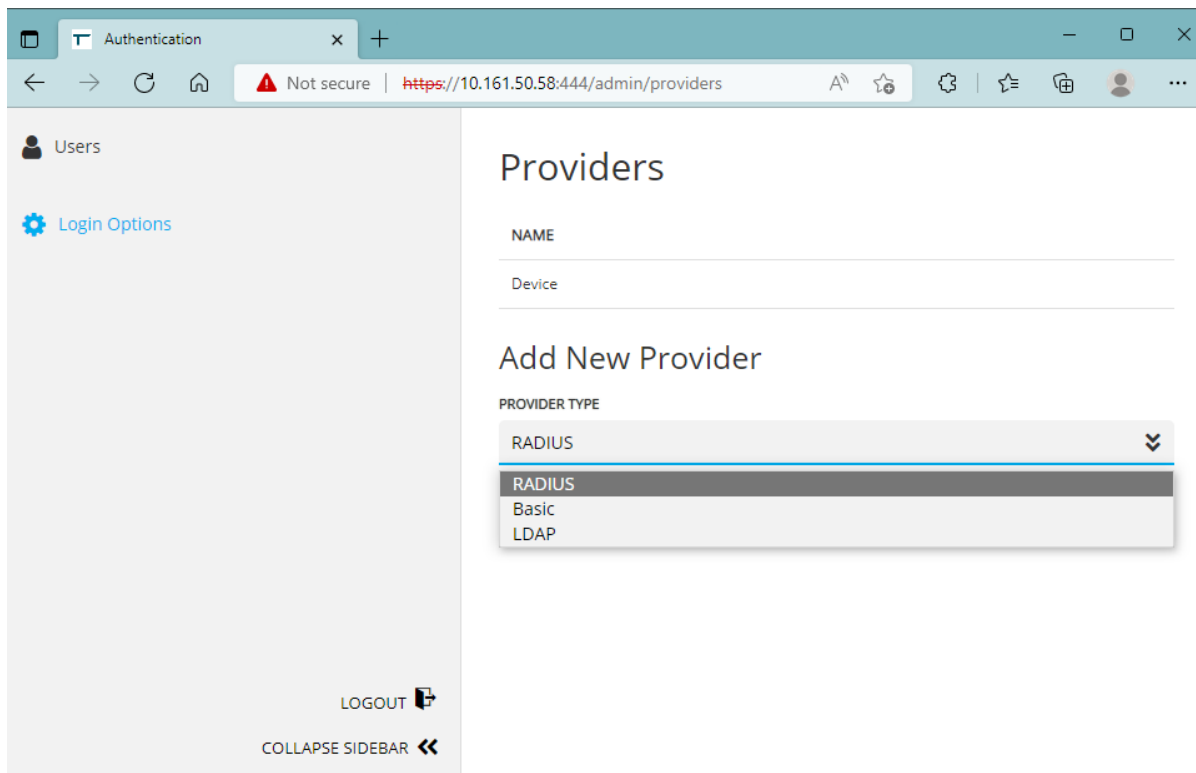 Authentication
Not secure | https://10.161.50.58:444/admin/providers
Users
Login Options
Providers
NAME
Device
Add New Provider
PROVIDER TYPE
RADIUS
RADIUS
Basic
LDAP
LOGOUT
COLLAPSE SIDEBAR